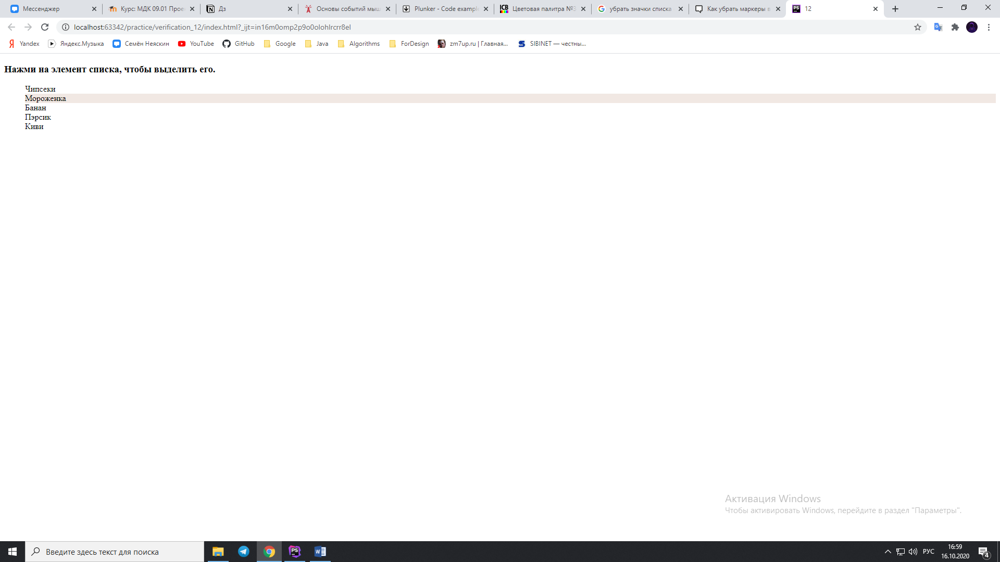 Мессенджер
Курс: МДК 09.01 Прое
Дз
Основы событий мыш
Plunker - Code exampl
Цветовая палитра №3
убрать значки списка
Как убрать маркеры в
12
localhost:63342/practice/verification_12/index.html?_ijt=in16m0omp2p9o0olohlrcrr8el
Yandex
Яндекс.Музыка
Семён Неяскин
YouTube
GitHub
Google
Java
Algorithms
ForDesign
zm7up.ru | Главная...
SIBINET — честны...
Нажми на элемент списка, чтобы выделить его.
Чипсеки
Мороженка
Банан
Пэрсик
Киви
Активация Windows
Чтобы активировать Windows, перейдите в раздел "Параметры".
Введите здесь текст для поиска
РУС
16:59
16.10.2020
4